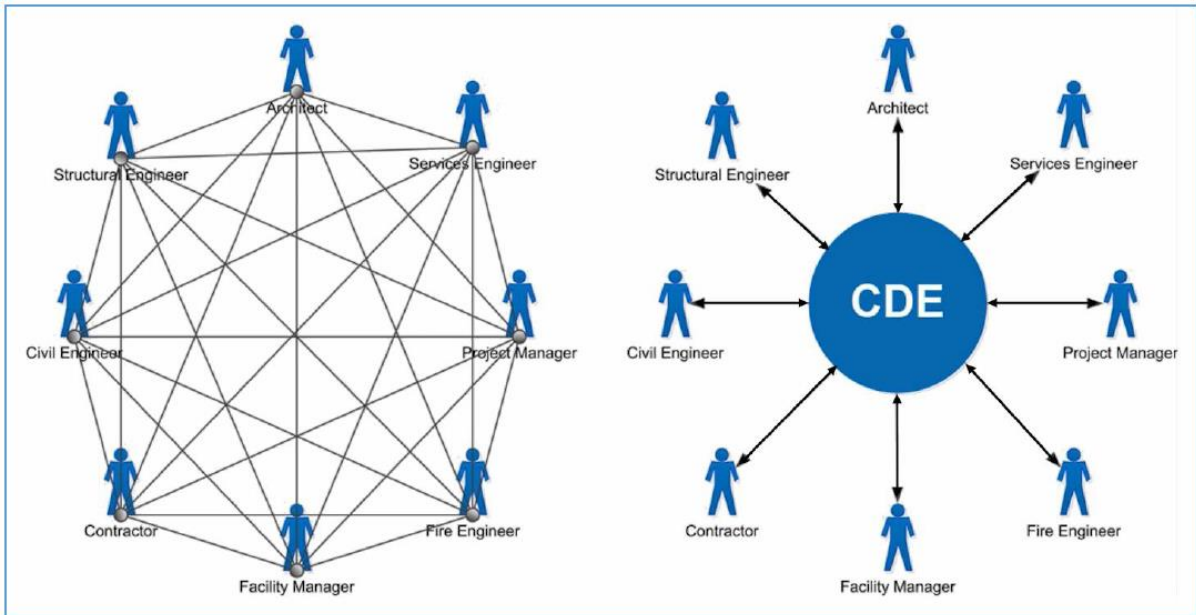 Architect
Structural Engineer
Services Engineer
Civil Engineer
Project Manager
Contractor
Fire Engineer
Facility Manager
Architect
Structural Engineer
Services Engineer
CDE
Civil Engineer
Project Manager
Contractor
Fire Engineer
Facility Manager